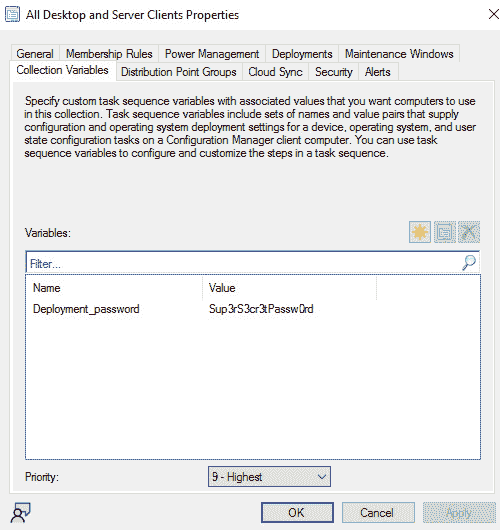 All Desktop and Server Clients Properties
General Membership Rules Power Management Deployments Maintenance Windows
Collection Variables Distribution Point Groups Cloud Sync Security Alerts
Specify custom task sequence variables with associated values that you want computers to use
in this collection. Task sequence variables include sets of names and value pairs that supply
configuration and operating system deployment settings for a device, operating system, and user
state configuration tasks on a Configuration Manager client computer. You can use task
sequence variables to configure and customize the steps in a task sequence.
Variables:
Filter...
Name Value
Deployment_password Sup3rS3cr3tPassw0rd
Priority: 9 - Highest
OK Cancel Apply